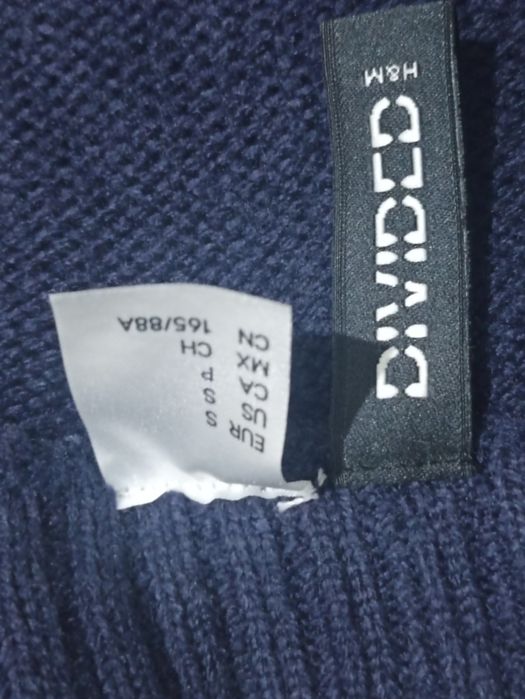 DIVIDED
H&M
EUR S
US S
CA P
MX CH
CN 165/88A